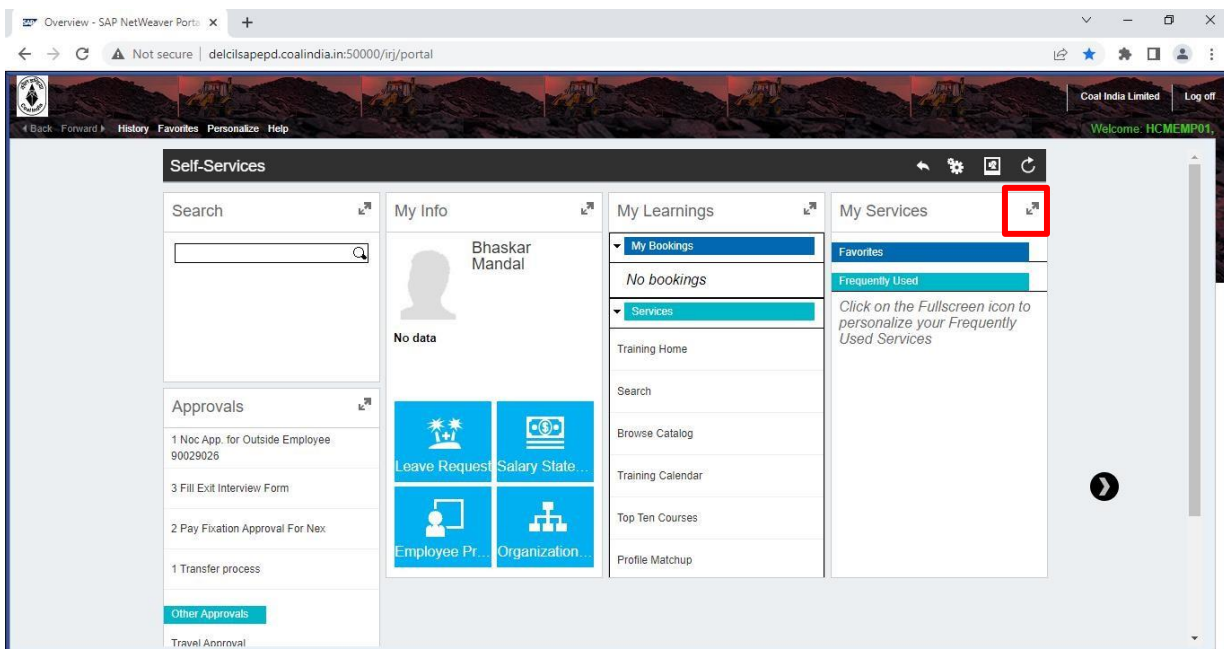 Overview - SAP NetWeaver Porta
Not secure | delcilsapepd.coalindia.in:50000/irj/portal
Coal India Limited Log off
Back Forward History Favorites Personalize Help
Welcome: HCMEMP01,
Self-Services
Search
My Info
Bhaskar
Mandal
No data
Leave Request
Salary State...
Employee Pr...
Organization...
My Learnings
My Bookings
No bookings
Services
Training Home
Search
Browse Catalog
Training Calendar
Top Ten Courses
Profile Matchup
My Services
Favorites
Frequently Used
Click on the Fullscreen icon to
personalize your Frequently
Used Services
Approvals
1 Noc App. for Outside Employee
90029026
3 Fill Exit Interview Form
2 Pay Fixation Approval For Nex
1 Transfer process
Other Approvals
Travel Approval